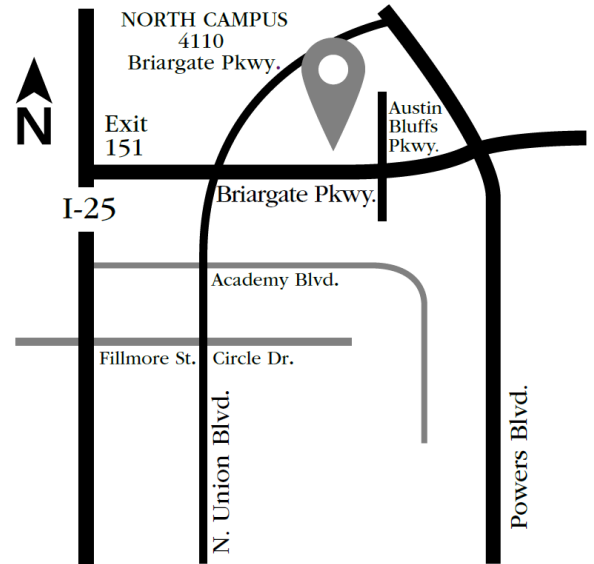 NORTH CAMPUS
4110
Briargate Pkwy.
N
Exit
151
Austin
Bluffs
Pkwy.
Briargate Pkwy.
I-25
Academy Blvd.
Fillmore St.
Circle Dr.
N. Union Blvd.
Powers Blvd.